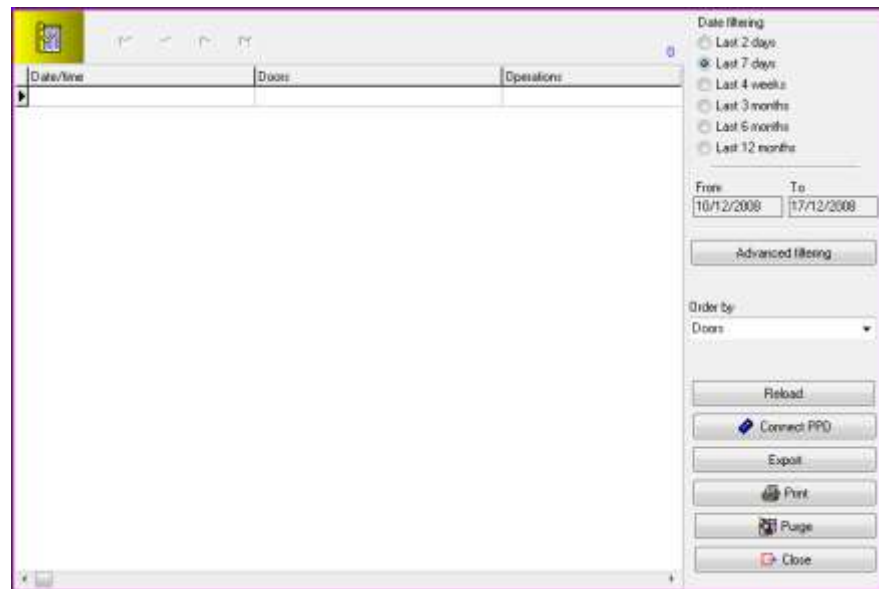 0
Date/time Doors Operations
Date filtering
Last 2 days
Last 7 days
Last 4 weeks
Last 3 months
Last 6 months
Last 12 months
From To
10/12/2008 17/12/2008
Advanced filtering
Order by
Doors
Reload
Connect PPD
Export
Print
Purge
Close